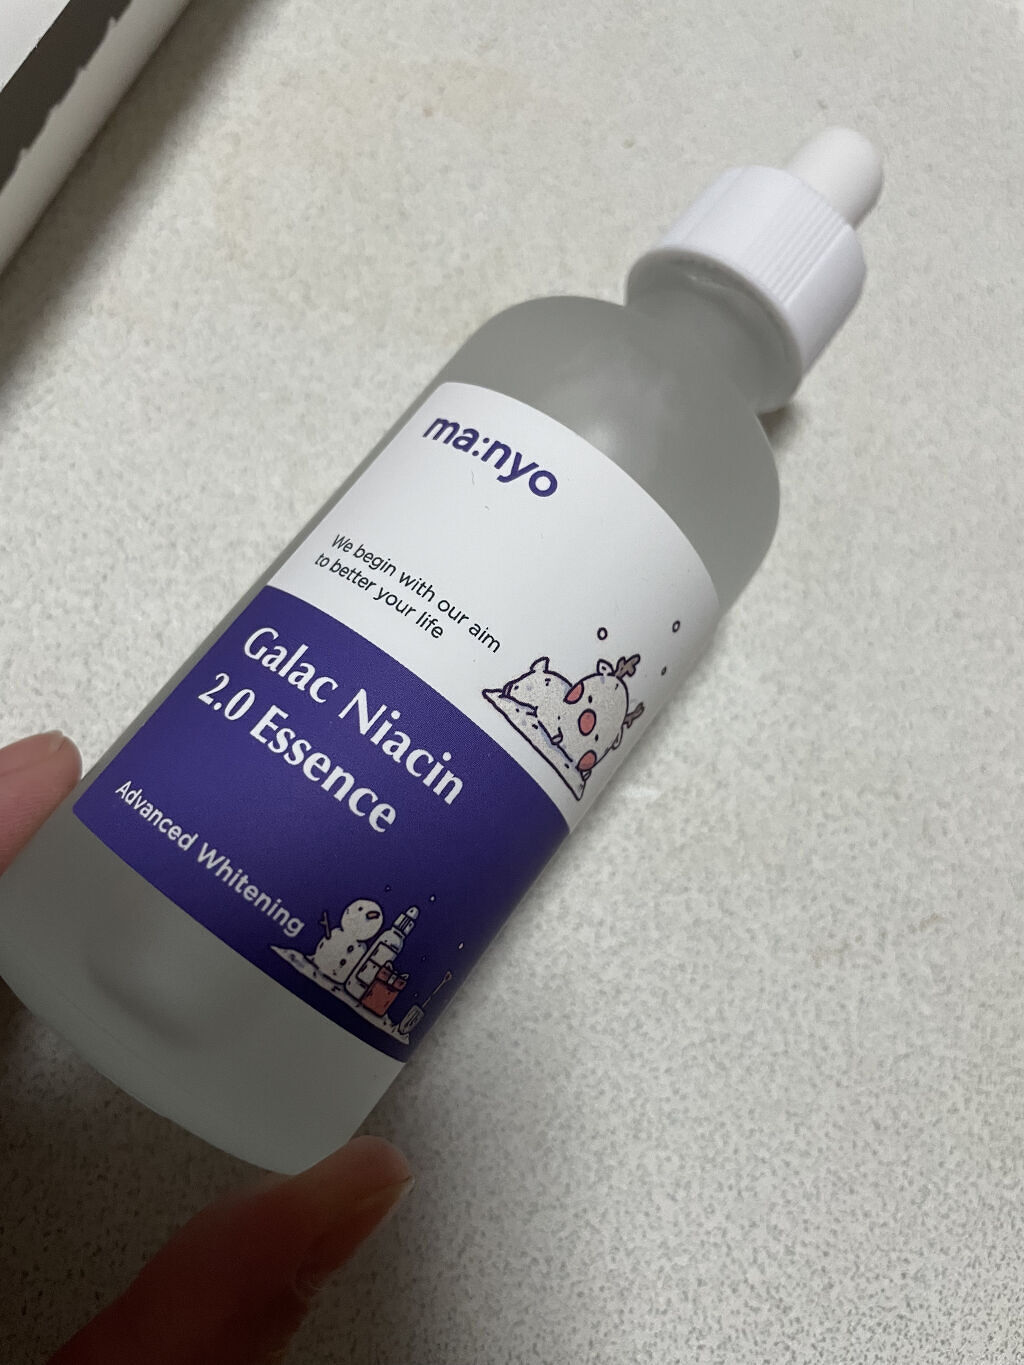 ma:nyo
We begin with our aim
to better your life
Galac Niacin
2.0 Essence
Advanced Whitening